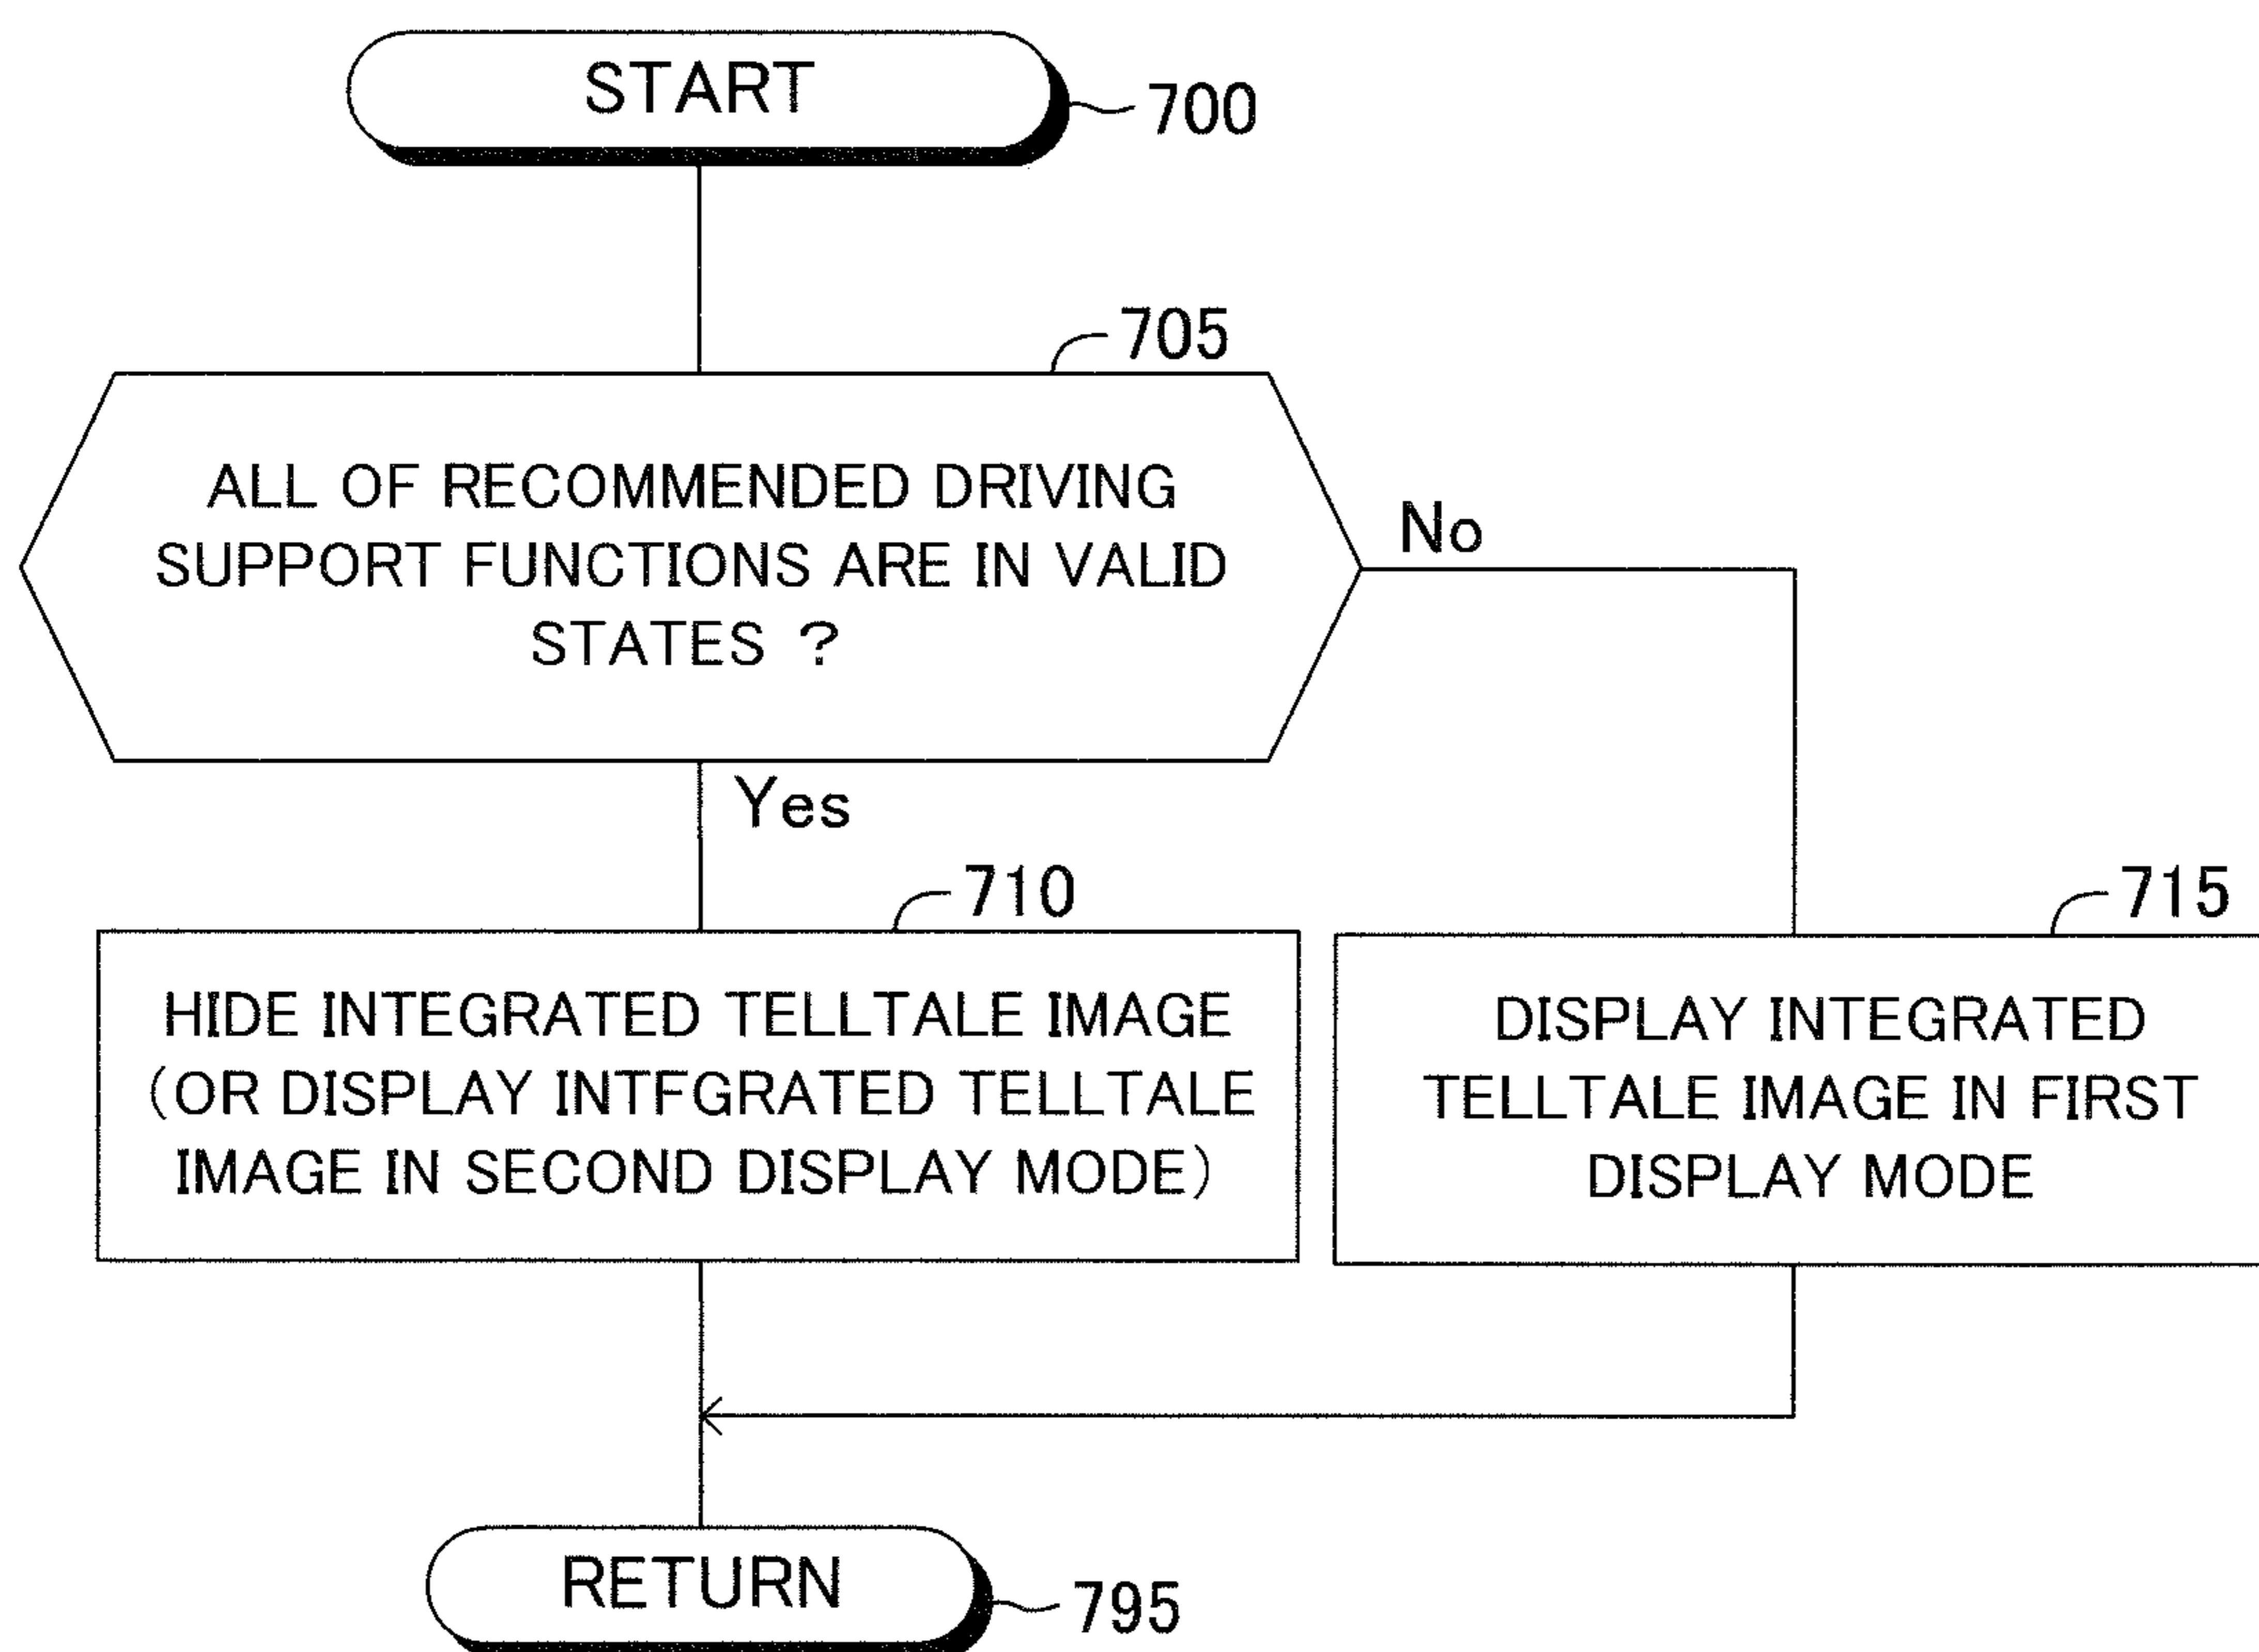 START
700
705
ALL OF RECOMMENDED DRIVING
SUPPORT FUNCTIONS ARE IN VALID
STATES ?
No
Yes
710
HIDE INTEGRATED TELLTALE IMAGE
(OR DISPLAY INTFGRATED TELLTALE
IMAGE IN SECOND DISPLAY MODE)
715
DISPLAY INTEGRATED
TELLTALE IMAGE IN FIRST
DISPLAY MODE
RETURN
795